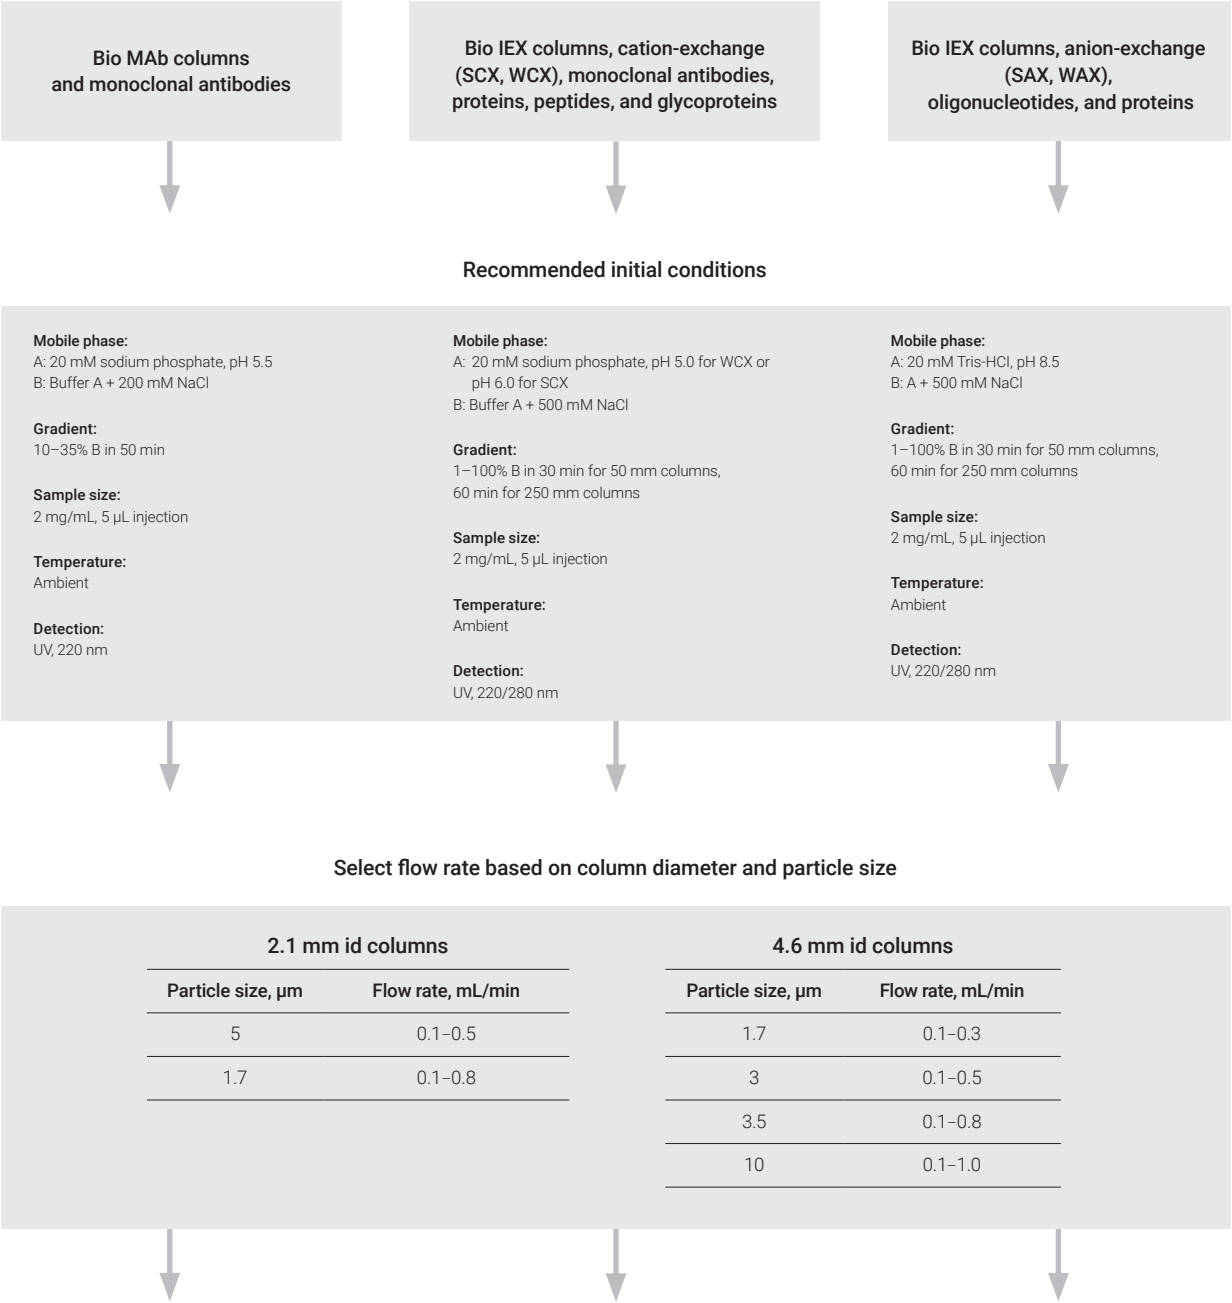 Bio MAb columns
and monoclonal antibodies
Bio IEX columns, cation-exchange
(SCX, WCX), monoclonal antibodies,
proteins, peptides, and glycoproteins
Bio IEX columns, anion-exchange
(SAX, WAX),
oligonucleotides, and proteins
Recommended initial conditions
Mobile phase:
A: 20 mM sodium phosphate, pH 5.5
B: Buffer A + 200 mM NaCl
Gradient:
10–35% B in 50 min
Sample size:
2 mg/mL, 5 µL injection
Temperature:
Ambient
Detection:
UV, 220 nm
Mobile phase:
A: 20 mM sodium phosphate, pH 5.0 for WCX or
pH 6.0 for SCX
B: Buffer A + 500 mM NaCl
Gradient:
1–100% B in 30 min for 50 mm columns,
60 min for 250 mm columns
Sample size:
2 mg/mL, 5 µL injection
Temperature:
Ambient
Detection:
UV, 220/280 nm
Mobile phase:
A: 20 mM Tris-HCl, pH 8.5
B: A + 500 mM NaCl
Gradient:
1–100% B in 30 min for 50 mm columns,
60 min for 250 mm columns
Sample size:
2 mg/mL, 5 µL injection
Temperature:
Ambient
Detection:
UV, 220/280 nm
Select flow rate based on column diameter and particle size
2.1 mm id columns
Particle size, µm Flow rate, mL/min
5 0.1–0.5
1.7 0.1–0.8
4.6 mm id columns
Particle size, µm Flow rate, mL/min
1.7 0.1–0.3
3 0.1–0.5
3.5 0.1–0.8
10 0.1–1.0